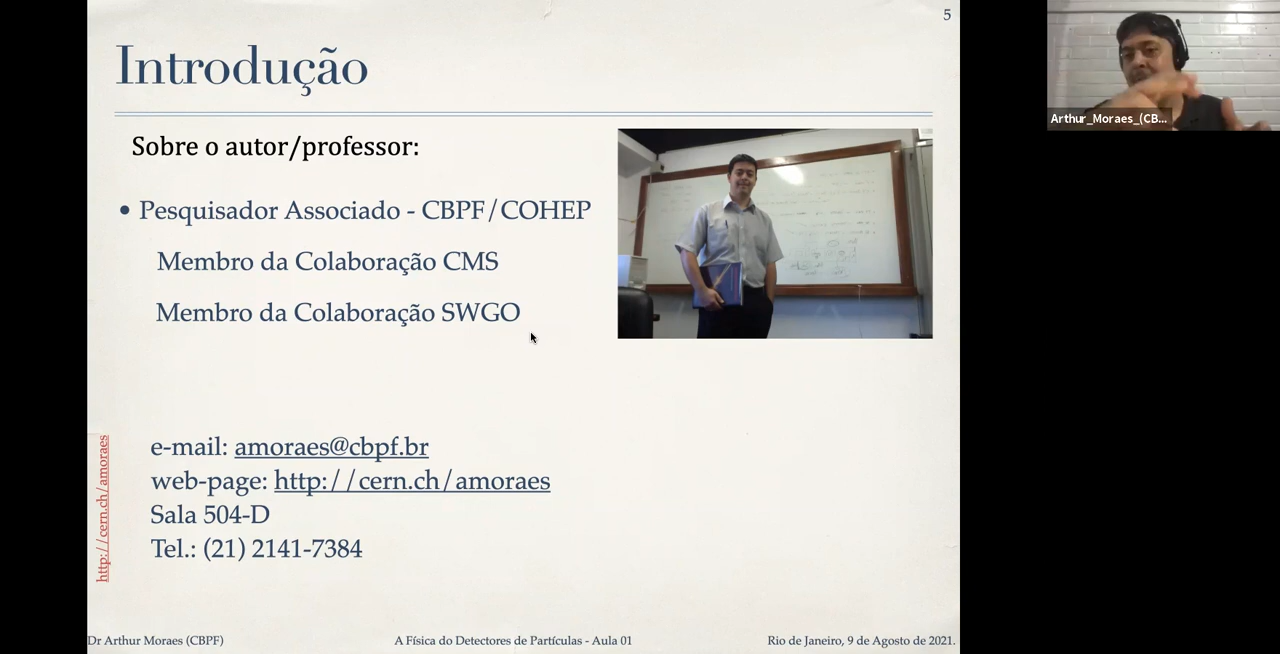 5
Introdução
Arthur_Moraes_(CB...
Sobre o autor/professor:
• Pesquisador Associado - CBPF/COHEP
Membro da Colaboração CMS
Membro da Colaboração SWGO
e-mail: amoraes@cbpf.br
web-page: http://cern.ch/amoraes
Sala 504-D
Tel.: (21) 2141-7384
http://cern.ch/amoraes
Dr Arthur Moraes (CBPF)
A Física do Detectores de Partículas - Aula 01
Rio de Janeiro, 9 de Agosto de 2021.